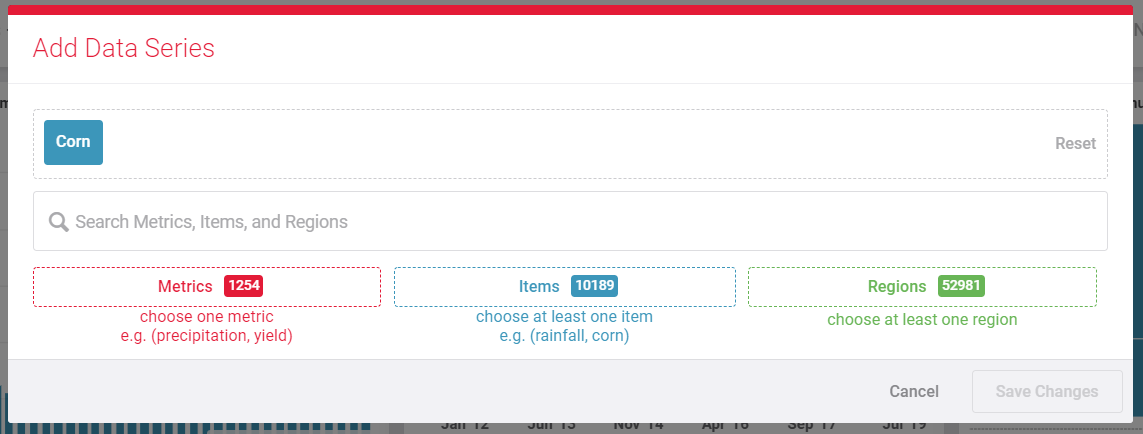 Add Data Series
Corn
Reset
Search Metrics, Items, and Regions
Metrics 1254
Items 10189
Regions 52981
choose one metric
e.g. (precipitation, yield)
choose at least one item
e.g. (rainfall, corn)
choose at least one region
Cancel
Save Changes
Jan '12 Jun '13 Nov '14 Apr '16 Sep '17 Jul '19